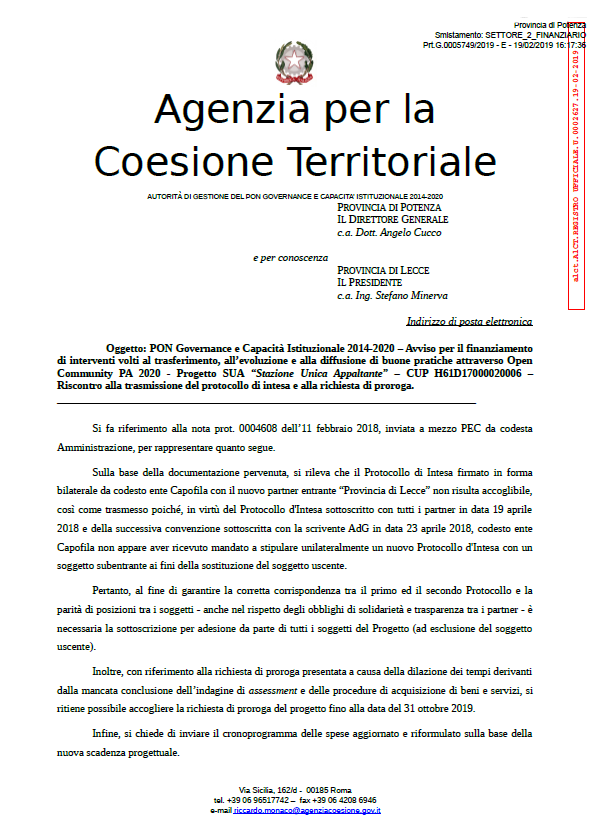 Provincia di Potenza
Smistamento: SETTORE_2_FINANZIARIO
Prt.G.0005749/2019 - E - 19/02/2019 16:17:36
alct.AlCT.REGISTRO UFFICIALE.U.0002627.19-02-2019
Agenzia per la
Coesione Territoriale
AUTORITÀ DI GESTIONE DEL PON GOVERNANCE E CAPACITA' ISTITUZIONALE 2014-2020
PROVINCIA DI POTENZA
IL DIRETTORE GENERALE
c.a. Dott. Angelo Cucco
e per conoscenza
PROVINCIA DI LECCE
IL PRESIDENTE
c.a. Ing. Stefano Minerva
Indirizzo di posta elettronica
Oggetto: PON Governance e Capacità Istituzionale 2014-2020 – Avviso per il finanziamento
di interventi volti al trasferimento, all'evoluzione e alla diffusione di buone pratiche attraverso Open
Community PA 2020 - Progetto SUA "Stazione Unica Appaltante" – CUP H61D17000020006 –
Riscontro alla trasmissione del protocollo di intesa e alla richiesta di proroga.
Si fa riferimento alla nota prot. 0004608 dell'11 febbraio 2018, inviata a mezzo PEC da codesta
Amministrazione, per rappresentare quanto segue.
Sulla base della documentazione pervenuta, si rileva che il Protocollo di Intesa firmato in forma
bilaterale da codesto ente Capofila con il nuovo partner entrante "Provincia di Lecce" non risulta accoglibile,
così come trasmesso poiché, in virtù del Protocollo d'Intesa sottoscritto con tutti i partner in data 19 aprile
2018 e della successiva convenzione sottoscritta con la scrivente AdG in data 23 aprile 2018, codesto ente
Capofila non appare aver ricevuto mandato a stipulare unilateralmente un nuovo Protocollo d'Intesa con un
soggetto subentrante ai fini della sostituzione del soggetto uscente.
Pertanto, al fine di garantire la corretta corrispondenza tra il primo ed il secondo Protocollo e la
parità di posizioni tra i soggetti - anche nel rispetto degli obblighi di solidarietà e trasparenza tra i partner - è
necessaria la sottoscrizione per adesione da parte di tutti i soggetti del Progetto (ad esclusione del soggetto
uscente).
Inoltre, con riferimento alla richiesta di proroga presentata a causa della dilazione dei tempi derivanti
dalla mancata conclusione dell'indagine di assessment e delle procedure di acquisizione di beni e servizi, si
ritiene possibile accogliere la richiesta di proroga del progetto fino alla data del 31 ottobre 2019.
Infine, si chiede di inviare il cronoprogramma delle spese aggiornato e riformulato sulla base della
nuova scadenza progettuale.
Via Sicilia, 162/d - 00185 Roma
tel. +39 06 96517742 – fax +39 06 4208 6946
e-mail riccardo.monaco@agenziacoesione.gov.it